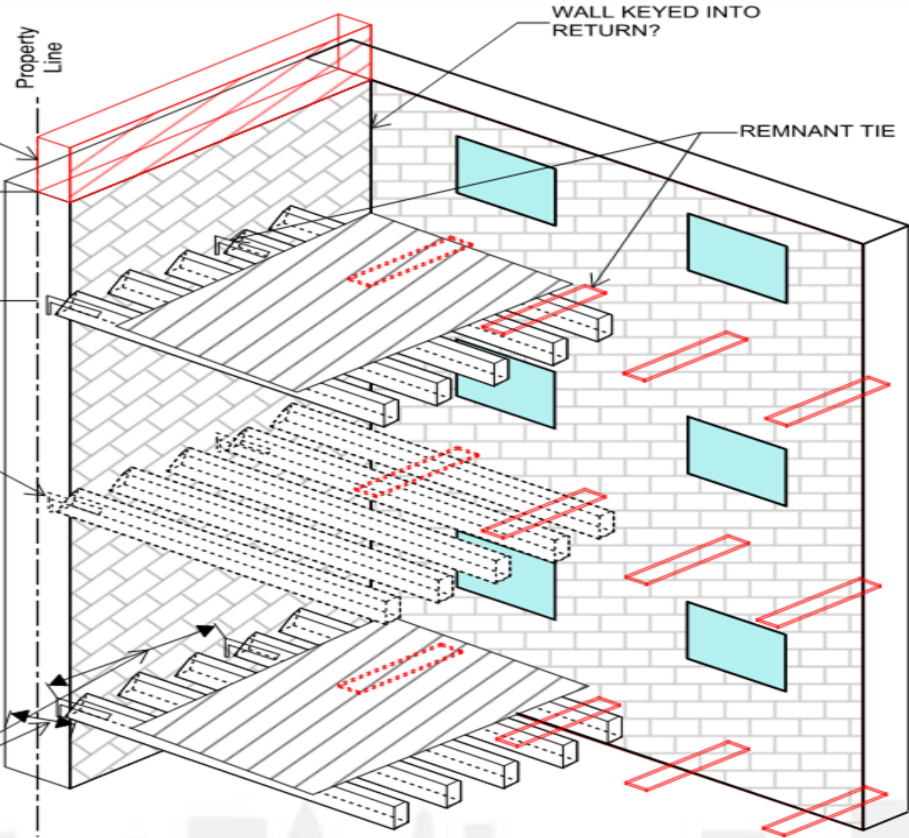 WALL KEYED INTO
RETURN?
Property
Line
REMNANT TIE